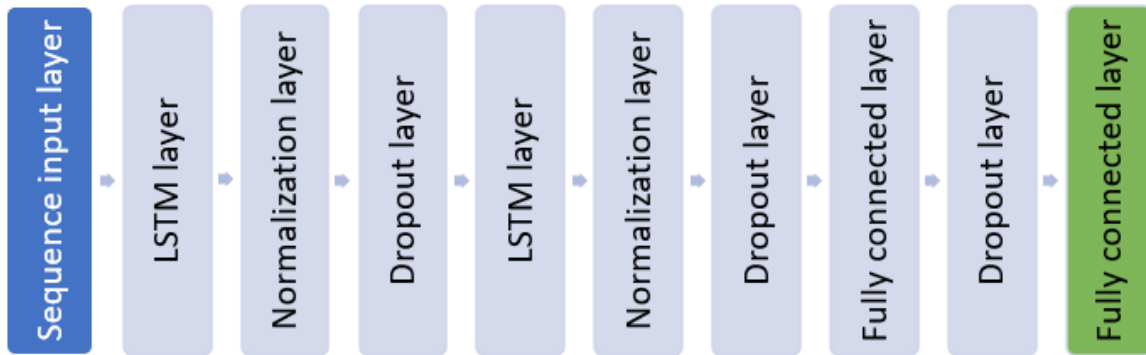 Sequence input layer
LSTM layer
Normalization layer
Dropout layer
LSTM layer
Normalization layer
Dropout layer
Fully connected layer
Dropout layer
Fully connected layer